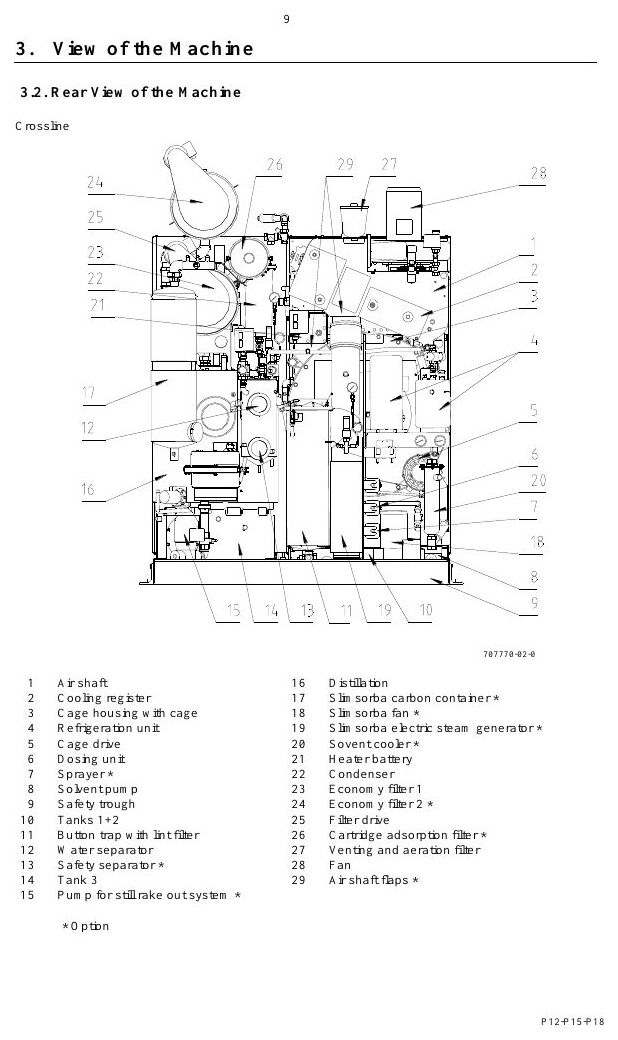 9
3. View of the Machine
3.2. Rear View of the Machine
Crossline
26
29
27
28
24
25
23
22
21
1
2
3
4
17
12
16
5
6
20
7
18
8
9
15
14
13
11
19
10
707770-02-0
1 Air shaft
2 Cooling register
3 Cage housing with cage
4 Refrigeration unit
5 Cage drive
6 Dosing unit
7 Sprayer *
8 Solvent pump
9 Safety trough
10 Tanks 1+2
11 Button trap with lint filter
12 Water separator
13 Safety separator *
14 Tank 3
15 Pump for still rake out system *
* Option
16 Distillation
17 Slimsorba carbon container *
18 Slimsorba fan *
19 Slimsorba electric steam generator *
20 Sovent cooler *
21 Heater battery
22 Condenser
23 Economy filter 1
24 Economy filter 2 *
25 Filter drive
26 Cartridge adsorption filter *
27 Venting and aeration filter
28 Fan
29 Air shaft flaps *
P12-P15-P18